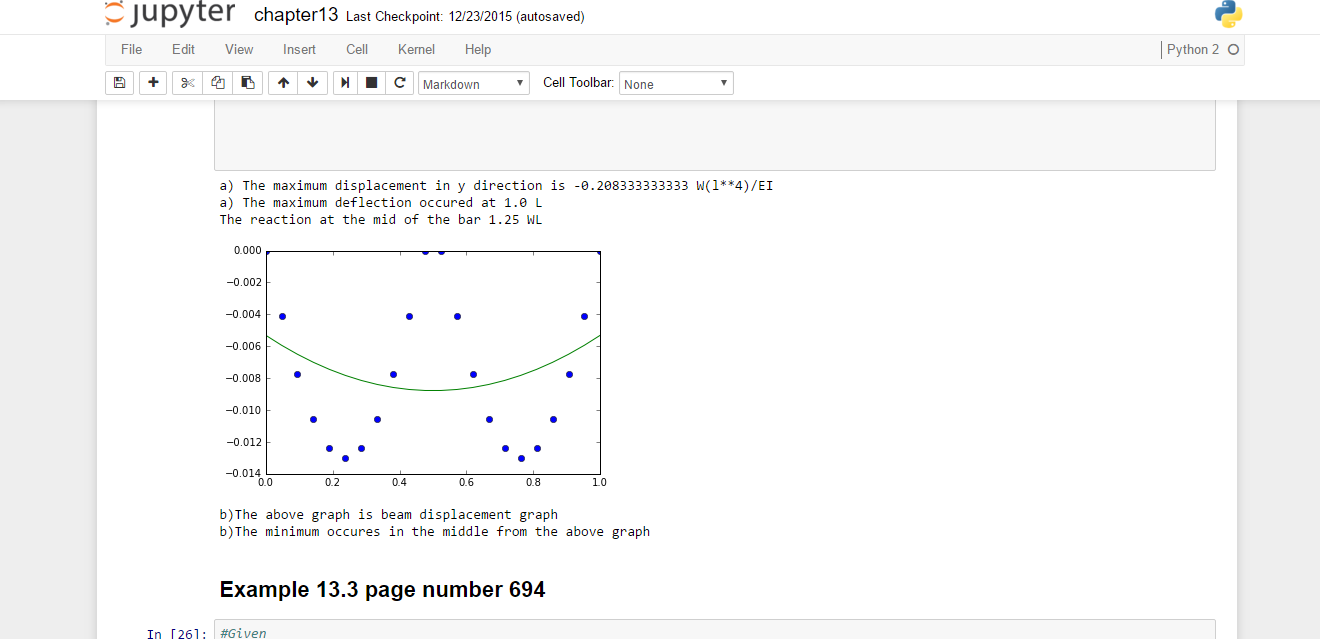 jupyter chapter13 Last Checkpoint: 12/23/2015 (autosaved)
File Edit View Insert Cell Kernel Help Python 2
Markdown Cell Toolbar: None
a) The maximum displacement in y direction is -0.208333333333 W(l**4)/EI
a) The maximum deflection occured at 1.0 L
The reaction at the mid of the bar 1.25 WL
0.000
−0.002
−0.004
−0.006
−0.008
−0.010
−0.012
−0.014
0.0 0.2 0.4 0.6 0.8 1.0
b)The above graph is beam displacement graph
b)The minimum occures in the middle from the above graph
Example 13.3 page number 694
In [26]: #Given